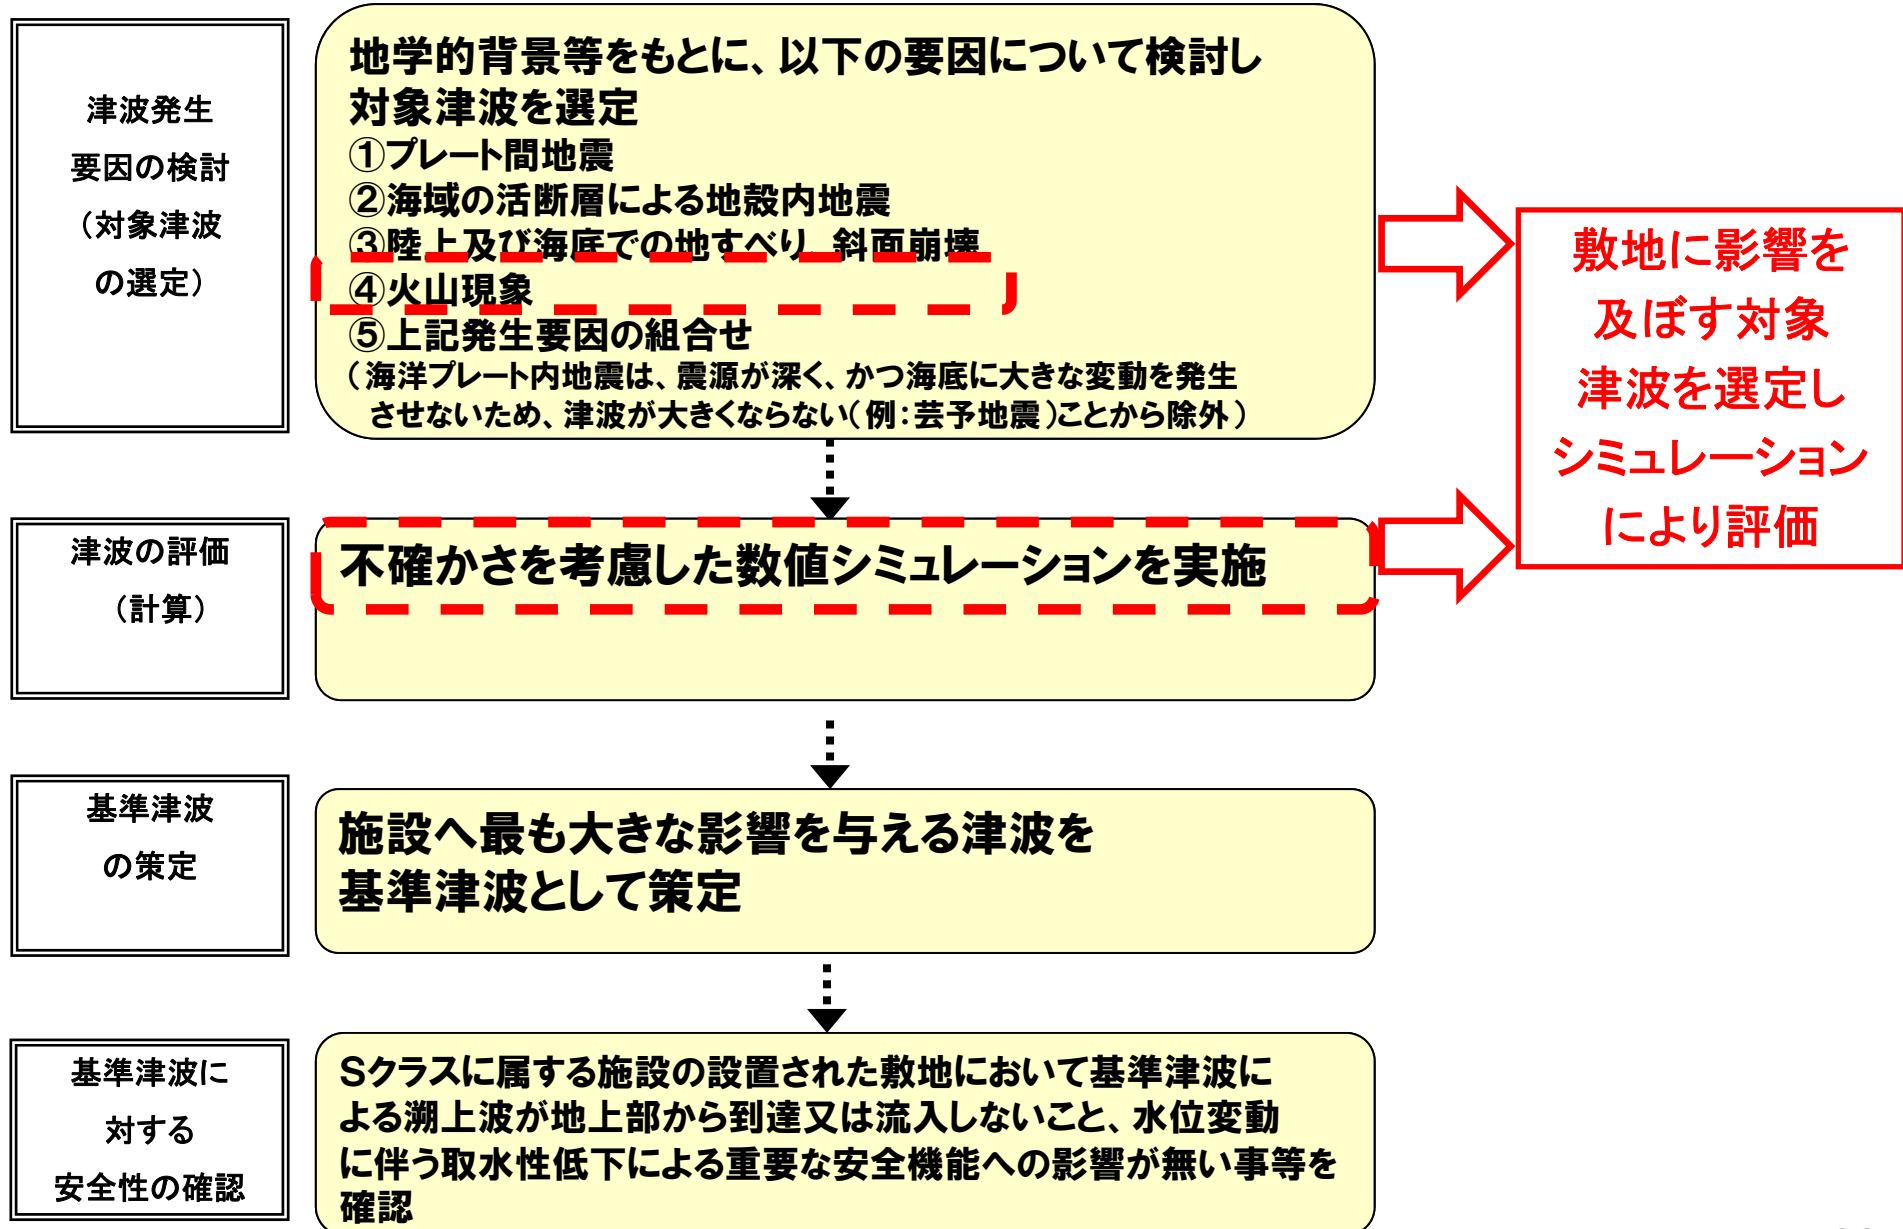 津波発生
要因の検討
（対象津波
の選定）
地学的背景等をもとに、以下の要因について検討し
対象津波を選定
①プレート間地震
②海域の活断層による地殻内地震
③陸上及び海底での地すべり、斜面崩壊
④火山現象
⑤上記発生要因の組合せ
（海洋プレート内地震は、震源が深く、かつ海底に大きな変動を発生
させないため、津波が大きくならない（例：芸予地震）ことから除外）
敷地に影響を
及ぼす対象
津波を選定し
シミュレーション
により評価
津波の評価
（計算）
不確かさを考慮した数値シミュレーションを実施
基準津波
の策定
施設へ最も大きな影響を与える津波を
基準津波として策定
基準津波に
対する
安全性の確認
Sクラスに属する施設の設置された敷地において基準津波に
よる遡上波が地上部から到達又は流入しないこと、水位変動
に伴う取水性低下による重要な安全機能への影響が無い事等を
確認